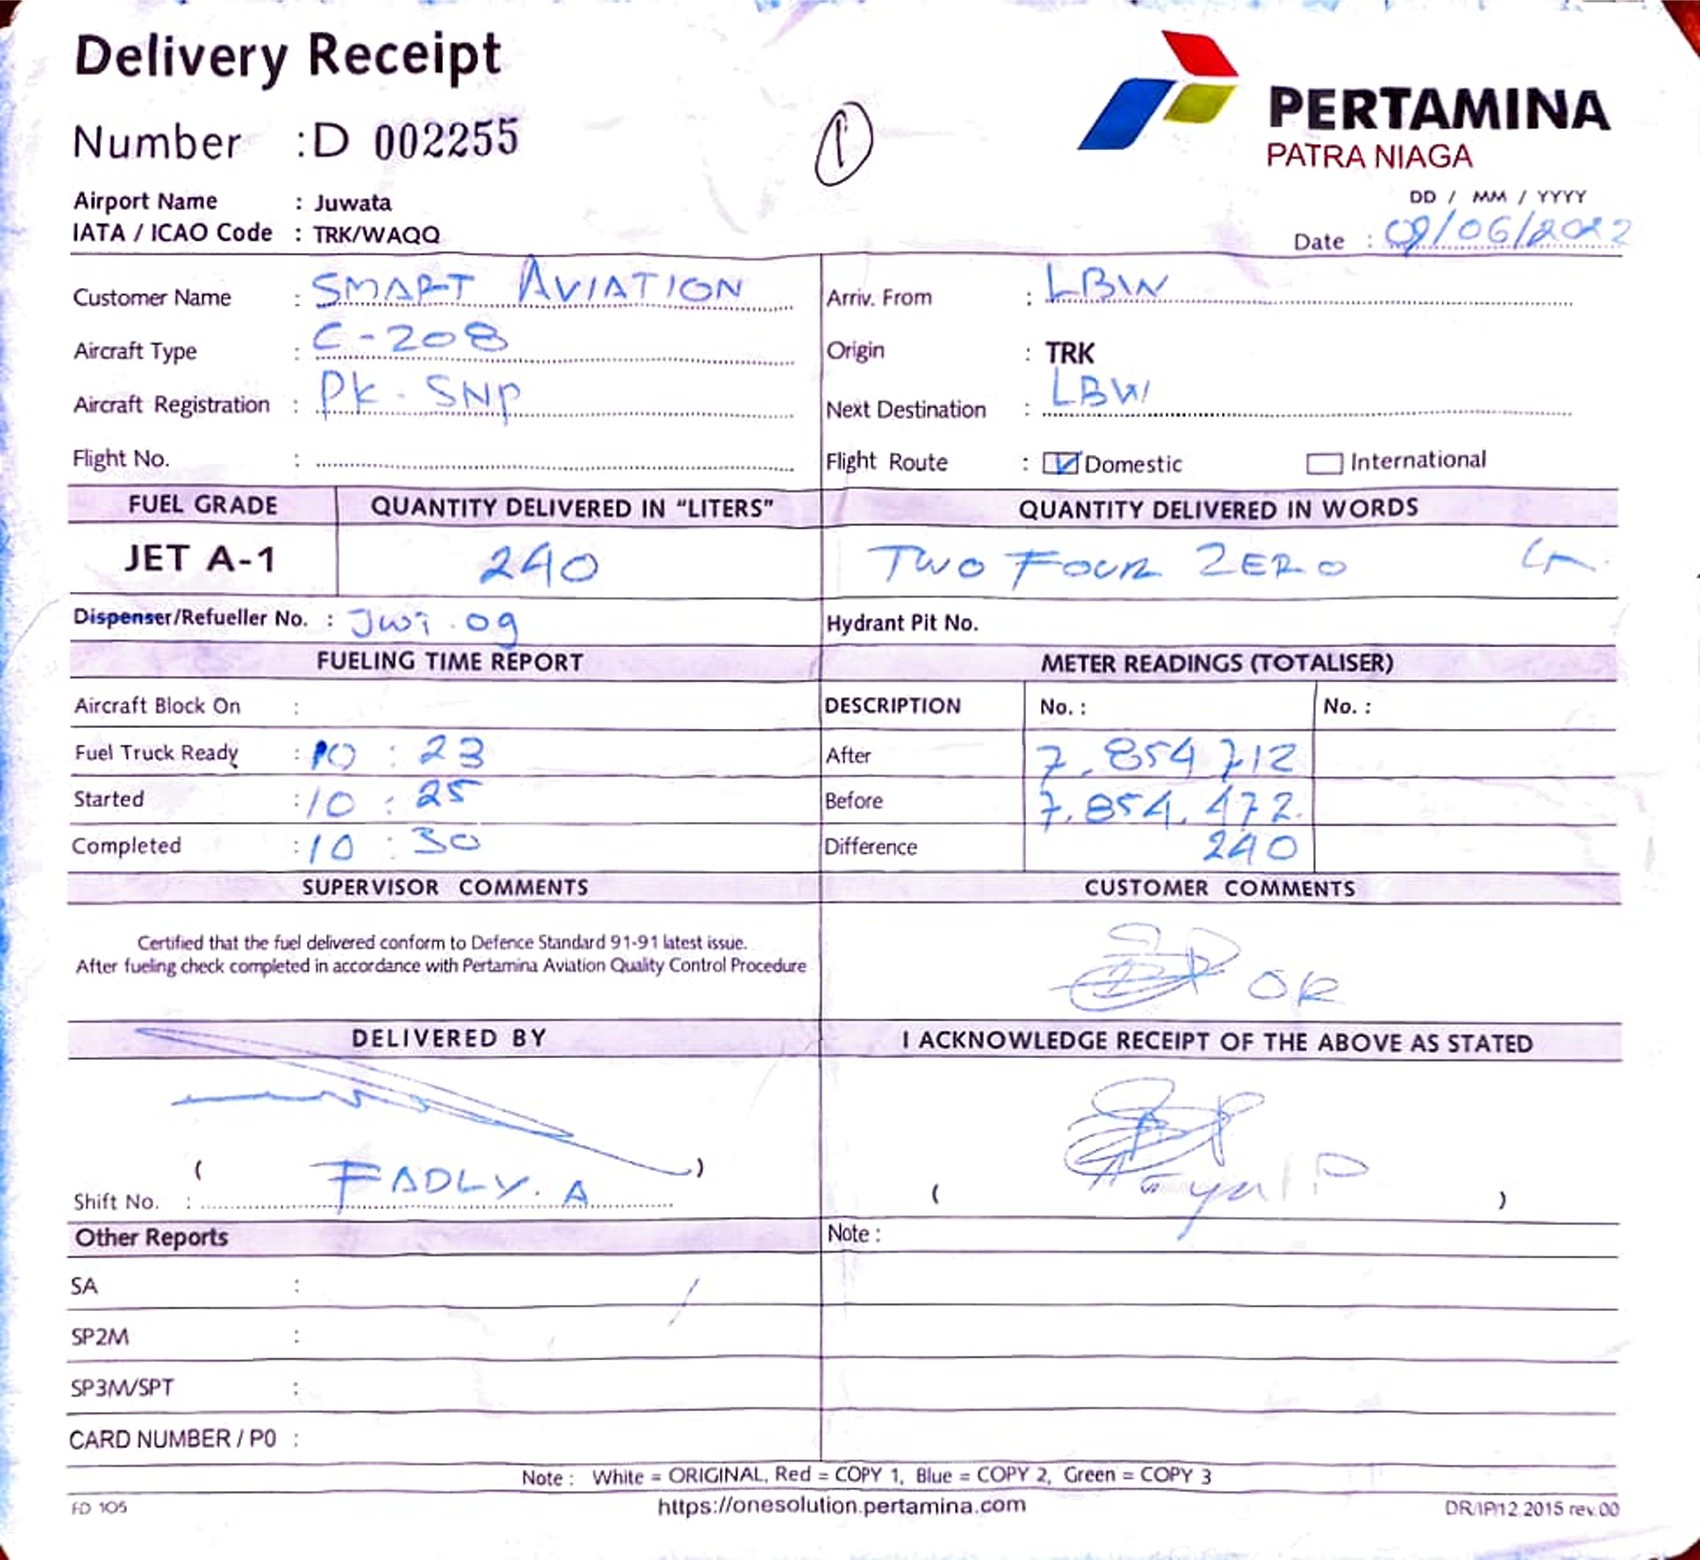 Delivery Receipt
Number : D 002255
1
PERTAMINA
PATRA NIAGA
Airport Name : Juwata
IATA / ICAO Code : TRK/WAQQ
DD / MM / YYYY
Date : 09/06/2022
Customer Name : SMART AVIATION
Aircraft Type : C-208
Aircraft Registration : PK-SNP
Flight No. :
Arriv. From : LBW
Origin : TRK
Next Destination : LBW
Flight Route : Domestic International
FUEL GRADE QUANTITY DELIVERED IN “LITERS” QUANTITY DELIVERED IN WORDS
JET A-1 240 TWO FOUR ZERO
Dispenser/Refueller No. : Jwi.09 Hydrant Pit No.
FUELING TIME REPORT METER READINGS (TOTALISER)
Aircraft Block On : DESCRIPTION No. : No. :
Fuel Truck Ready : 10 : 23 After 7.854 712
Started : 10 : 25 Before 7.854.472
Completed : 10 : 30 Difference 240
SUPERVISOR COMMENTS CUSTOMER COMMENTS
Certified that the fuel delivered conform to Defence Standard 91-91 latest issue.
After fueling check completed in accordance with Pertamina Aviation Quality Control Procedure
OK
DELIVERED BY I ACKNOWLEDGE RECEIPT OF THE ABOVE AS STATED
( FADLY. A )
Shift No. :
( )
Other Reports Note :
SA :
SP2M :
SP3M/SPT :
CARD NUMBER / P0 :
Note : White = ORIGINAL, Red = COPY 1, Blue = COPY 2, Green = COPY 3
FD 105 https://onesolution.pertamina.com DR/IP/12.2015 rev.00